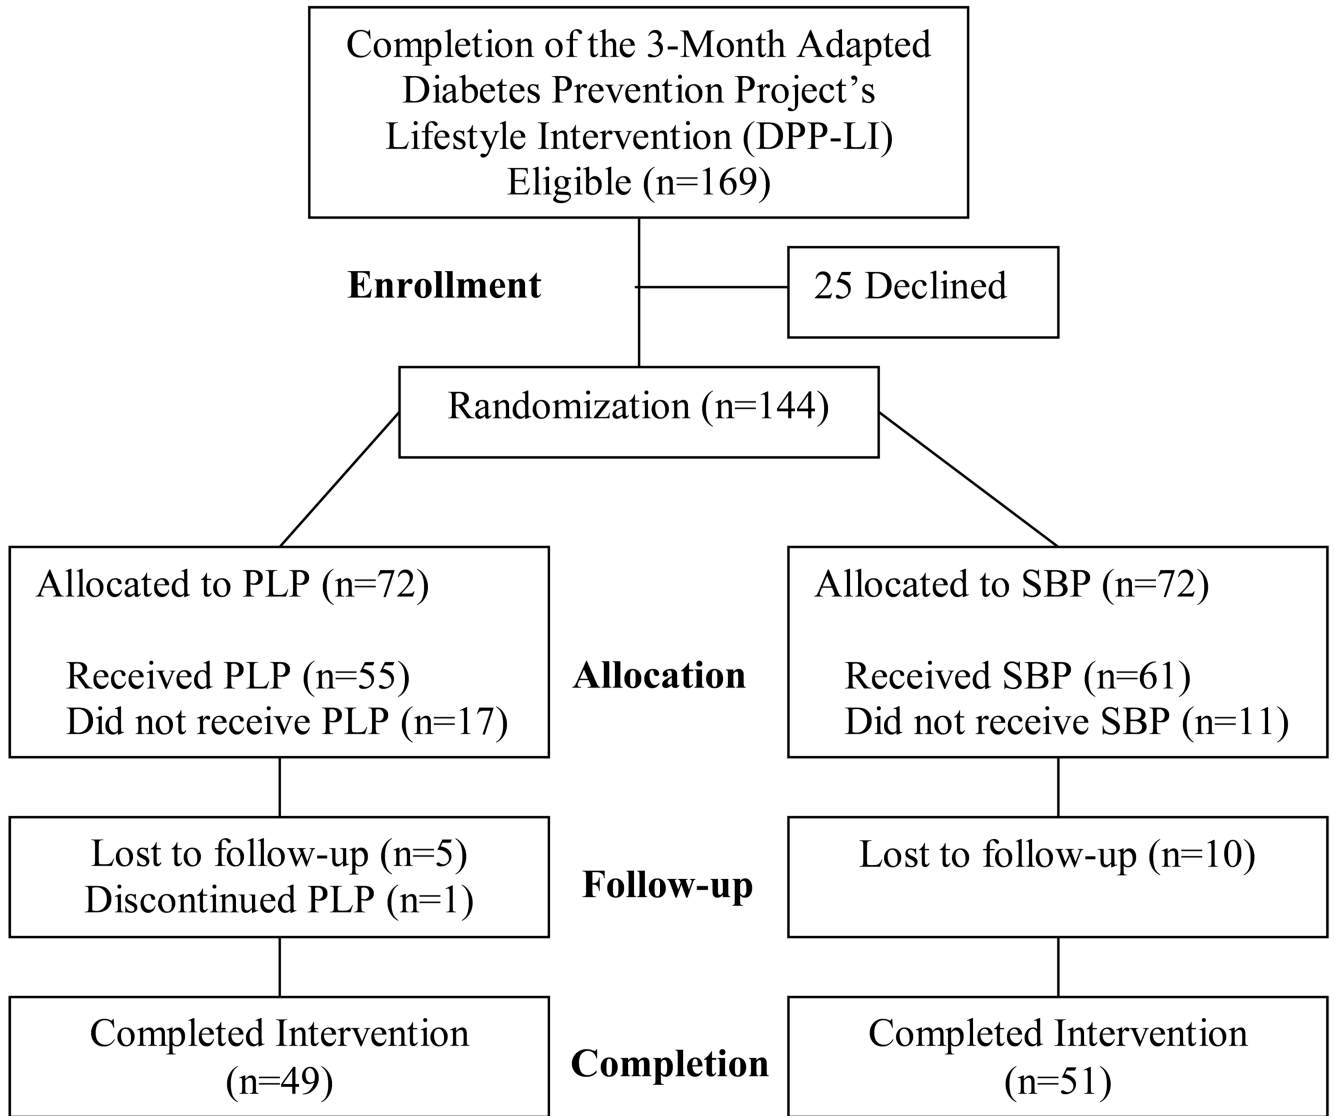 Completion of the 3-Month Adapted
Diabetes Prevention Project’s
Lifestyle Intervention (DPP-LI)
Eligible (n=169)
Enrollment
25 Declined
Randomization (n=144)
Allocated to PLP (n=72)
Received PLP (n=55)
Did not receive PLP (n=17)
Allocation
Allocated to SBP (n=72)
Received SBP (n=61)
Did not receive SBP (n=11)
Lost to follow-up (n=5)
Discontinued PLP (n=1)
Follow-up
Lost to follow-up (n=10)
Completed Intervention
(n=49)
Completion
Completed Intervention
(n=51)